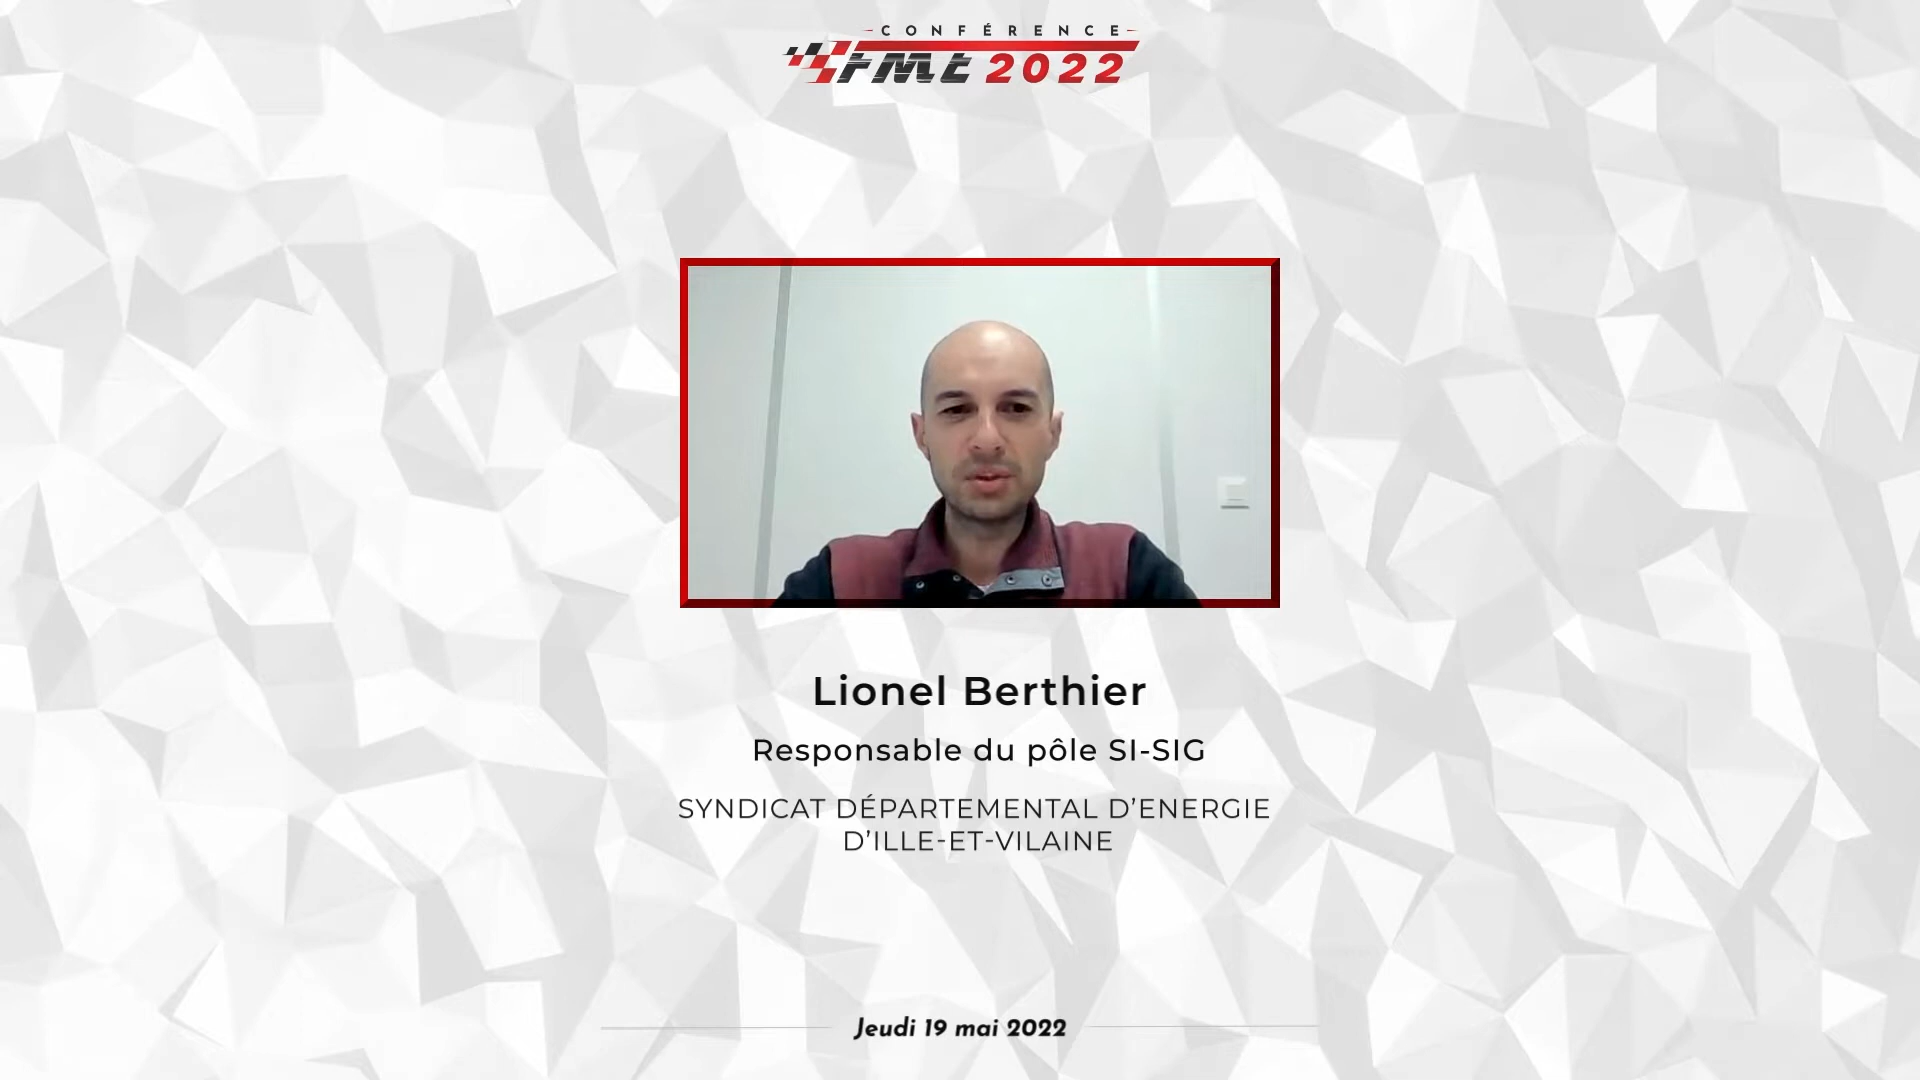 CONFÉRENCE
FME 2022
Lionel Berthier
Responsable du pôle SI-SIG
SYNDICAT DÉPARTEMENTAL D’ENERGIE
D’ILLE-ET-VILAINE
Jeudi 19 mai 2022